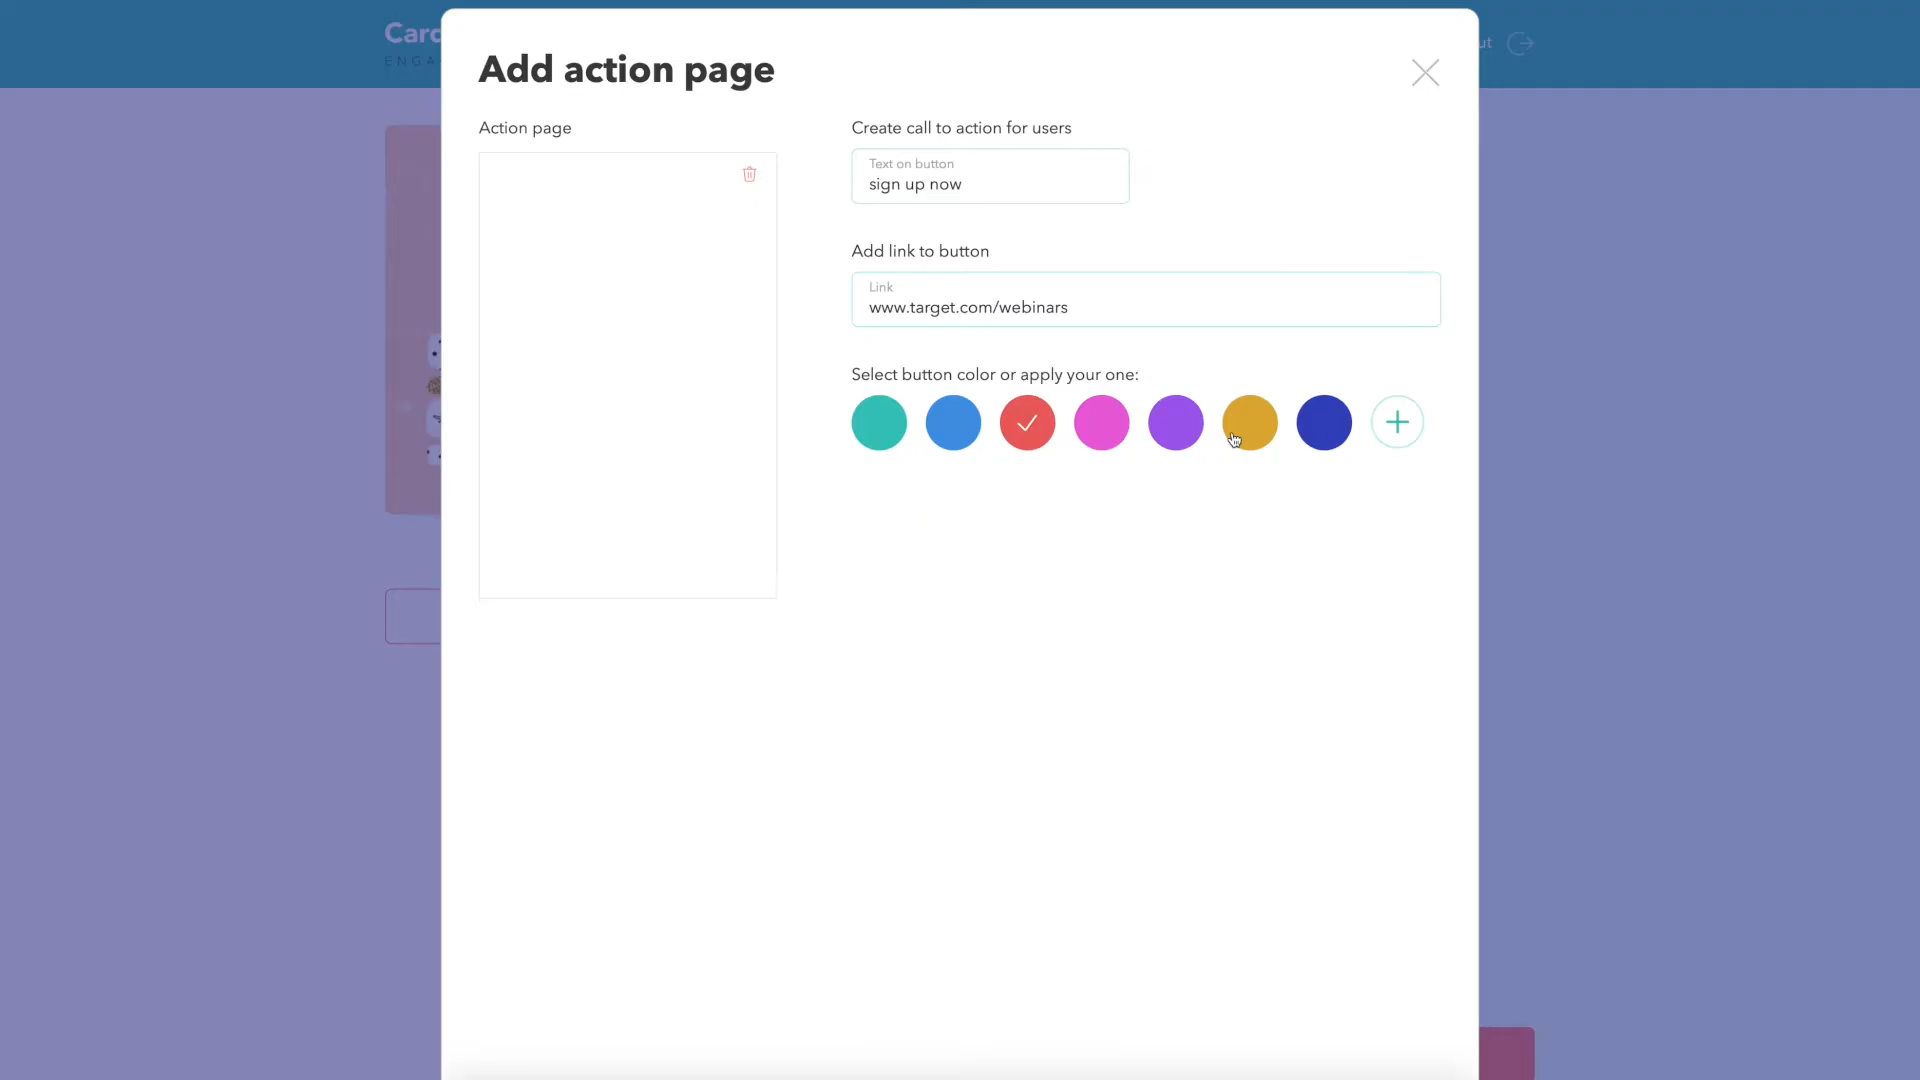 Add action page
Action page
Create call to action for users
Text on button
sign up now
Add link to button
Link
www.target.com/webinars
Select button color or apply your one: